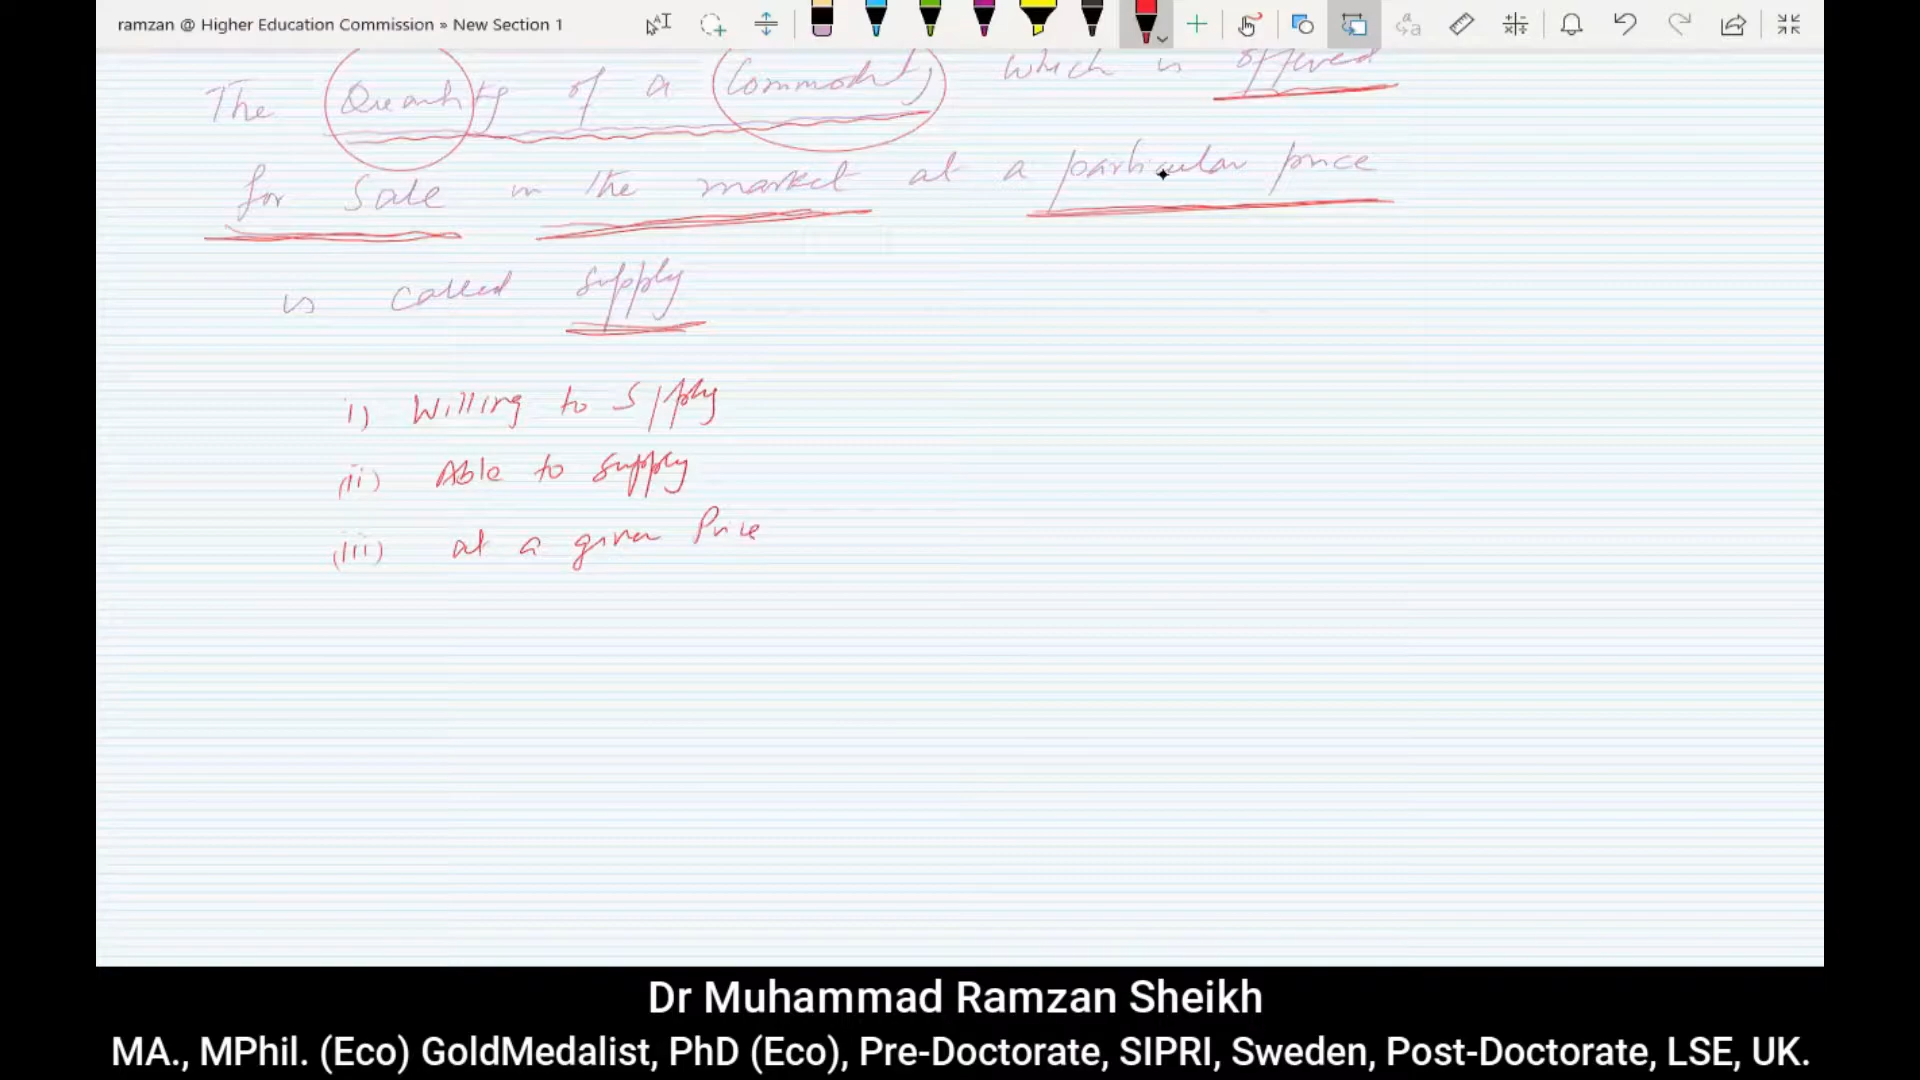 ramzan @ Higher Education Commission » New Section 1
The Quantity of a Commodity which is offered
for Sale in the market at a particular price
is called supply
i) Willing to Spply
(ii) Able to supply
(iii) at a given Price
Dr Muhammad Ramzan Sheikh
MA., MPhil. (Eco) GoldMedalist, PhD (Eco), Pre-Doctorate, SIPRI, Sweden, Post-Doctorate, LSE, UK.